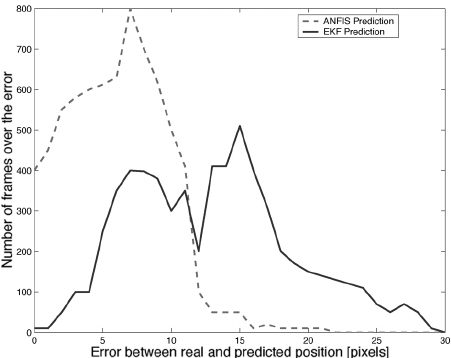 ANFIS Prediction
EKF Prediction
800
700
600
500
400
300
200
100
0
Number of frames over the error
0 5 10 15 20 25 30
Error between real and predicted position [pixels]